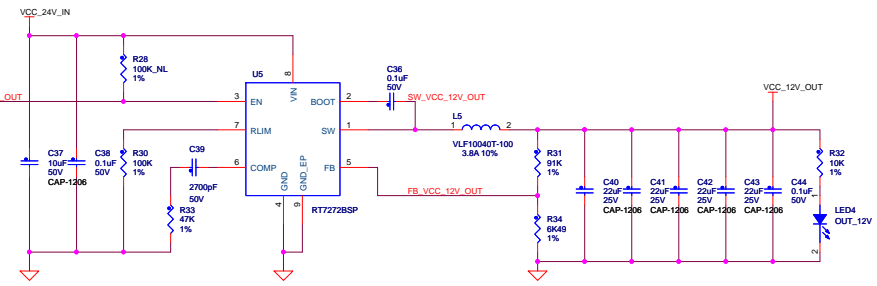 VCC_24V_IN
R28
100K_NL
1%
_OUT
U5
8
VIN
3
EN
BOOT
2
7
RLIM
SW
1
6
COMP
FB
5
GND
GND_EP
4
9
RT7272BSP
C36
0.1uF
50V
SW_VCC_12V_OUT
L5
1
2
VLF10040T-100
3.8A 10%
FB_VCC_12V_OUT
VCC_12V_OUT
C37
10uF
50V
CAP-1206
C38
0.1uF
50V
R30
100K
1%
C39
2700pF
50V
R33
47K
1%
R31
91K
1%
R34
6K49
1%
C40
22uF
25V
CAP-1206
C41
22uF
25V
CAP-1206
C42
22uF
25V
CAP-1206
C43
22uF
25V
CAP-1206
C44
0.1uF
50V
R32
10K
1%
1
LED4
OUT_12V
2